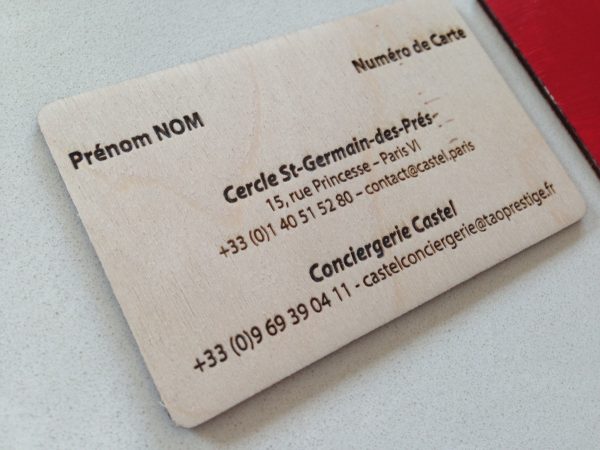 Numéro de Carte
Prénom NOM
Cercle St-Germain-des-Prés
15, rue Princesse – Paris VI
+33 (0)1 40 51 52 80 – contact@castel.paris
Conciergerie Castel
+33 (0)9 69 39 04 11 - castelconciergerie@taoprestige.fr